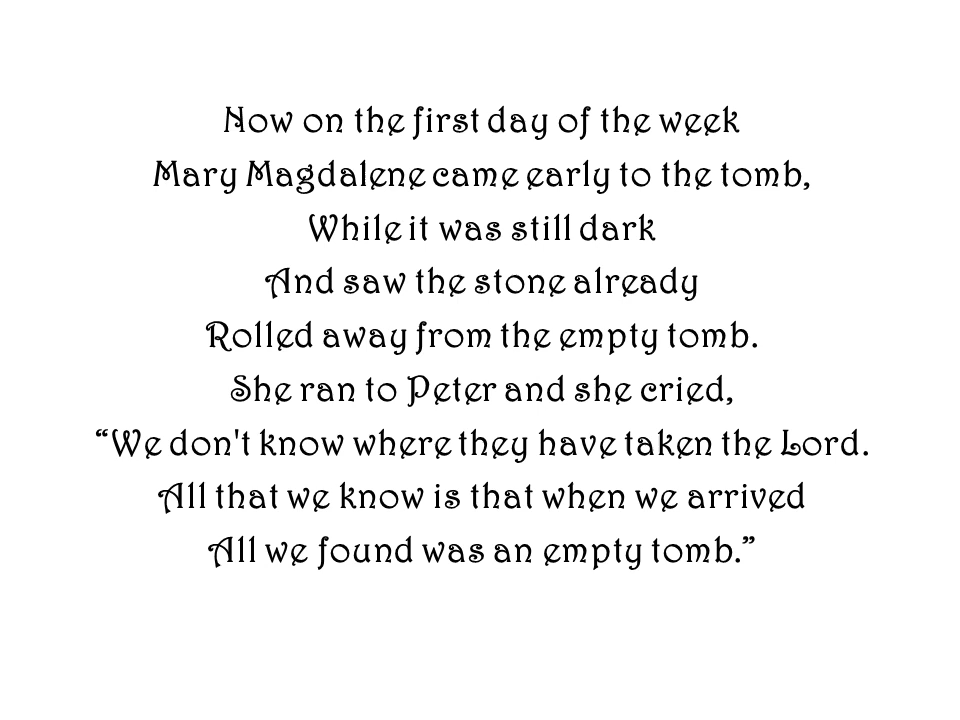 Now on the first day of the week
Mary Magdalene came early to the tomb,
While it was still dark
And saw the stone already
Rolled away from the empty tomb.
She ran to Peter and she cried,
“We don't know where they have taken the Lord.
All that we know is that when we arrived
All we found was an empty tomb.”